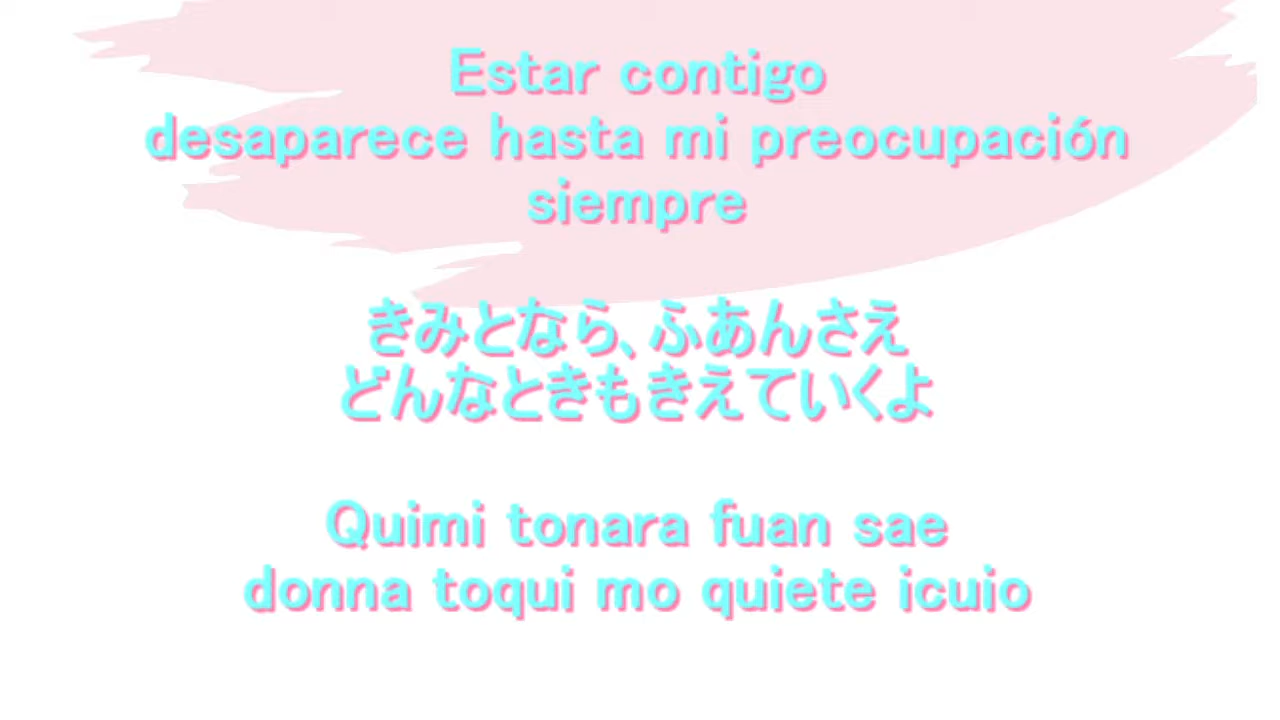 Estar contigo
desaparece hasta mi preocupación
siempre
きみとなら、ふあんさえ
どんなときもきえていくよ
Quimi tonara fuan sae
donna toqui mo quiete icuio